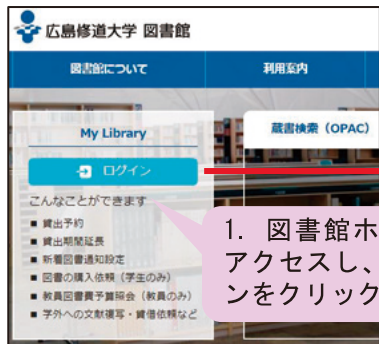 広島修道大学 図書館
図書館について
利用案内
My Library
蔵書検索（OPAC）
ログイン
こんなことができます
■ 貸出予約
■ 貸出期間延長
■ 新着図書通知設定
■ 図書の購入依頼（学生のみ）
■ 教員図書費予算照会（教員のみ）
■ 学外への文献複写・貸借依頼など
1. 図書館ホ
アクセスし、
ンをクリック